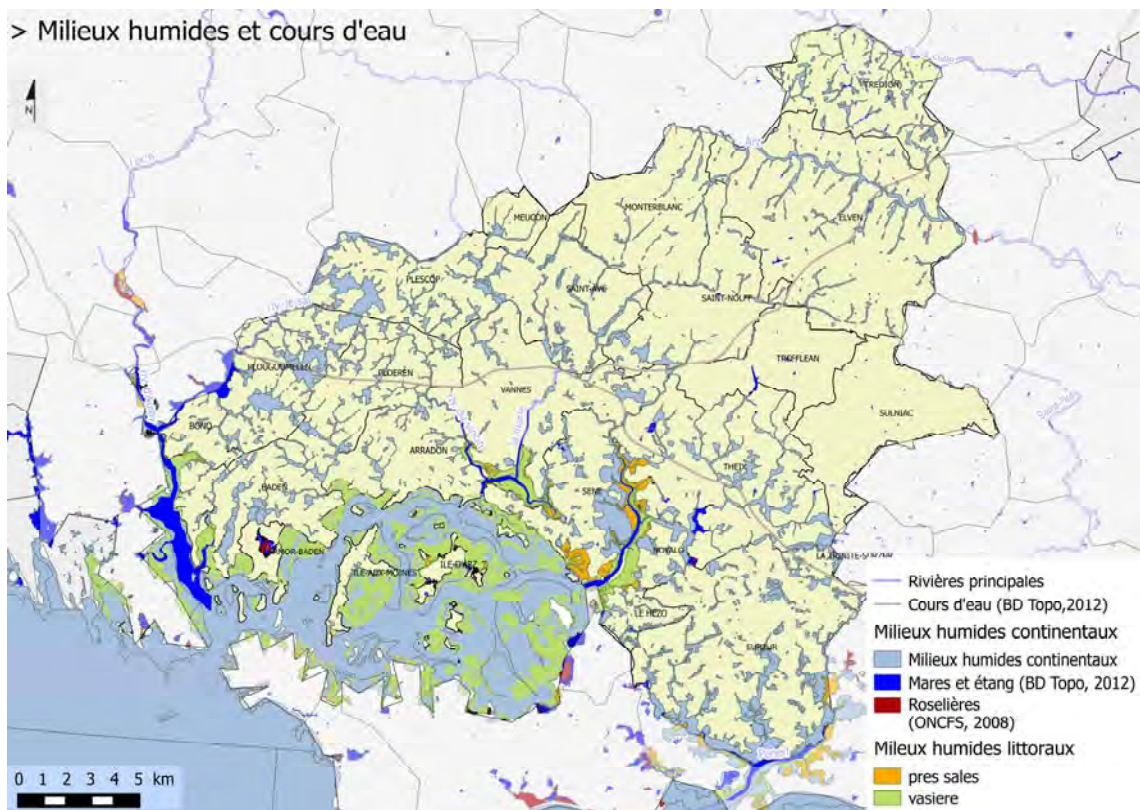 > Milieux humides et cours d'eau
N
TREDION
Arz
MONTERBLANC
MEUCON
ELVEN
PLESCOP
SAINT-AVE
SAINT-NOLFF
TREFFLEAN
PLOUGOUMELEN
PLOEREN
VANNES
SULNIAC
BONO
ARRADON
THEIX
BADEN
SENE
NOYALO
ILE-AUX-MOINES
ILE-D'ARZ
LE HEZO
SURZUR
Rivières principales
Cours d'eau (BD Topo,2012)
Milieux humides continentaux
Milieux humides continentaux
Mares et étang (BD Topo, 2012)
Roselières
(ONCFS, 2008)
Mileux humides littoraux
pres sales
vasiere
0 1 2 3 4 5 km